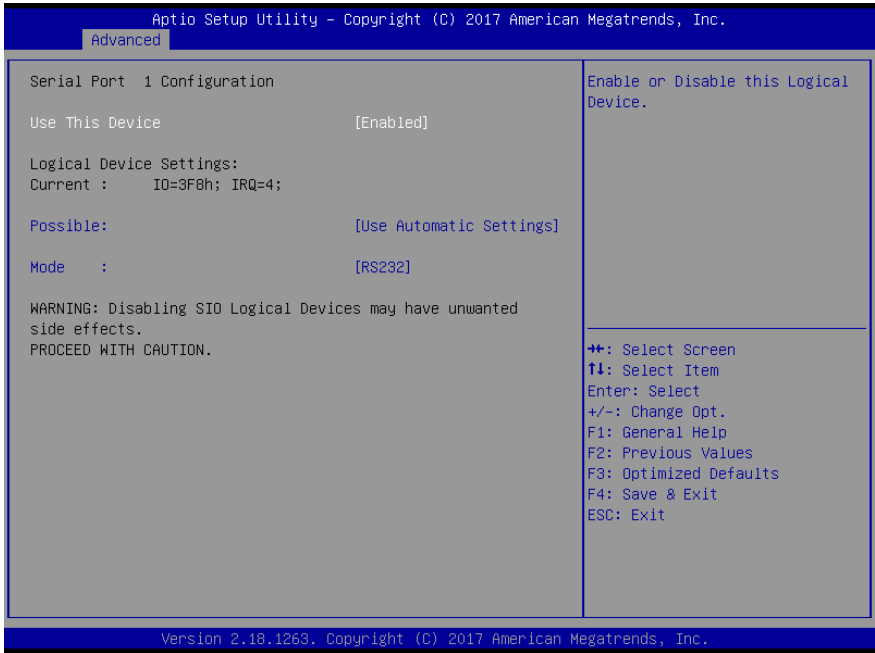 Aptio Setup Utility – Copyright (C) 2017 American Megatrends, Inc.
Advanced
Serial Port 1 Configuration
Use This Device [Enabled]
Logical Device Settings:
Current : IO=3F8h; IRQ=4;
Possible: [Use Automatic Settings]
Mode : [RS232]
WARNING: Disabling SIO Logical Devices may have unwanted
side effects.
PROCEED WITH CAUTION.
Enable or Disable this Logical
Device.
→←: Select Screen
↑↓: Select Item
Enter: Select
+/-: Change Opt.
F1: General Help
F2: Previous Values
F3: Optimized Defaults
F4: Save & Exit
ESC: Exit
Version 2.18.1263. Copyright (C) 2017 American Megatrends, Inc.